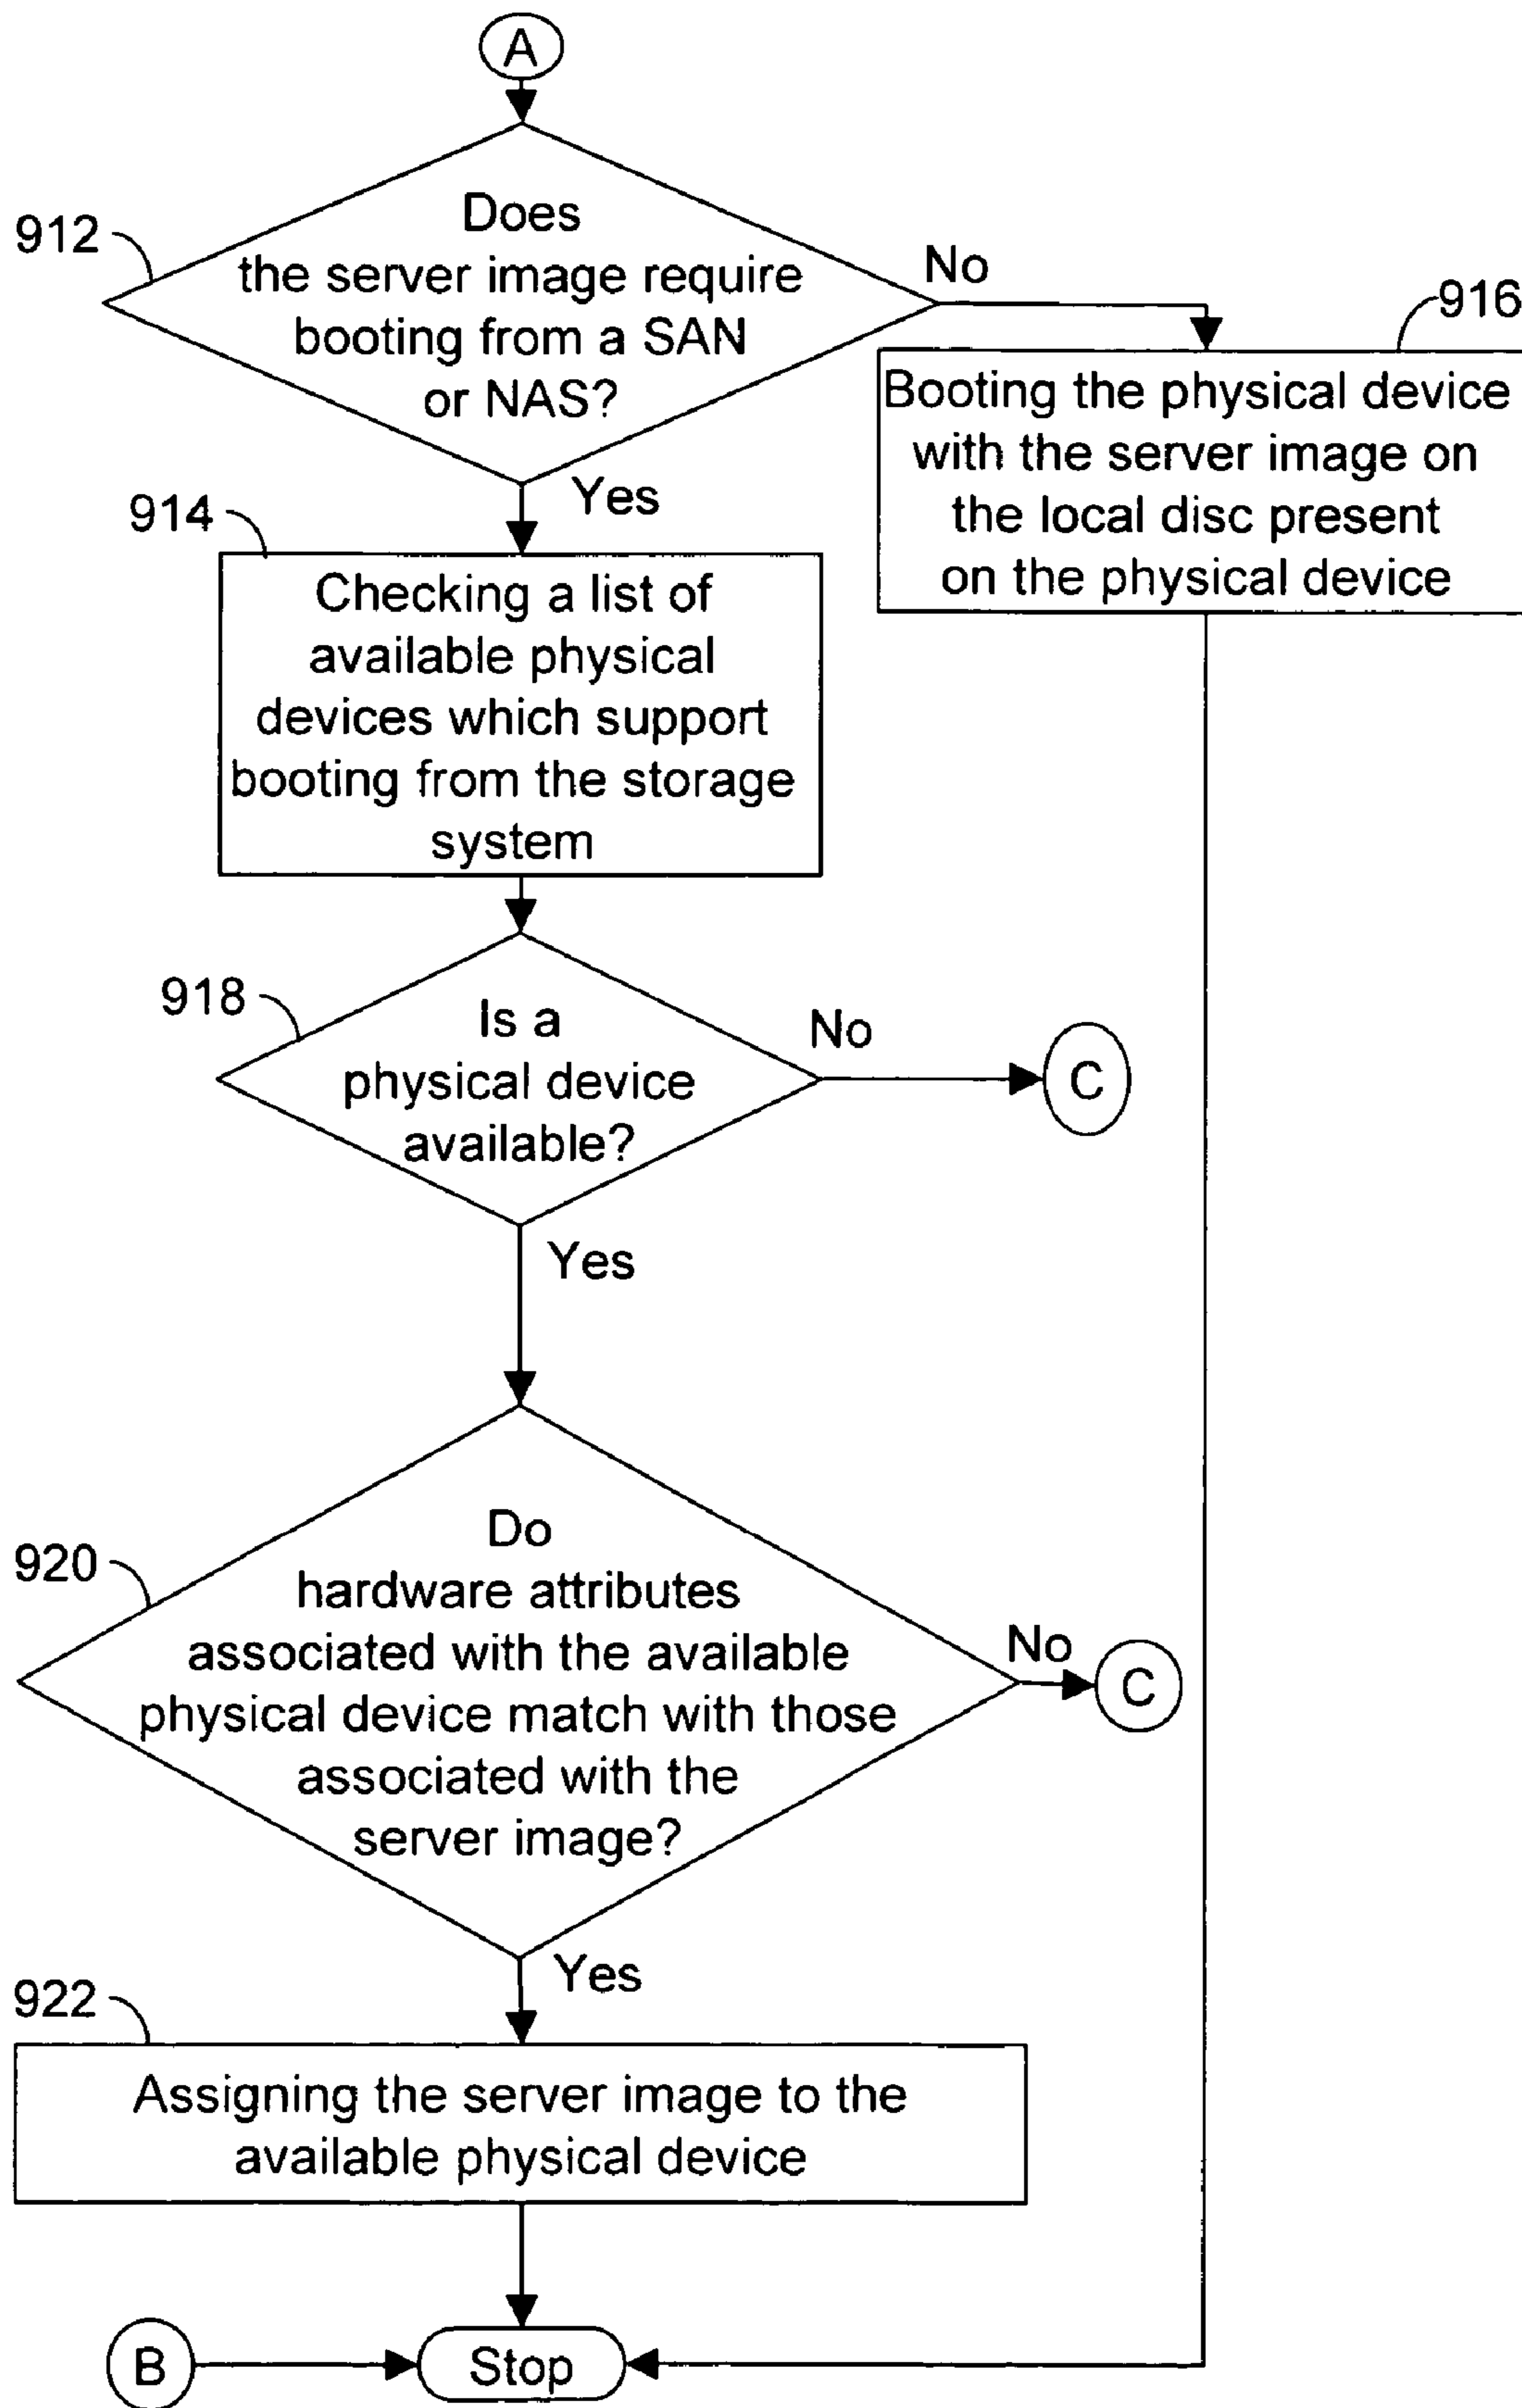 A
912
Does
the server image require
booting from a SAN
or NAS?
No
916
Booting the physical device
with the server image on
the local disc present
on the physical device
Yes
914
Checking a list of
available physical
devices which support
booting from the storage
system
918
Is a
physical device
available?
No
C
Yes
920
Do
hardware attributes
associated with the available
physical device match with those
associated with the
server image?
No
C
Yes
922
Assigning the server image to the
available physical device
B
Stop